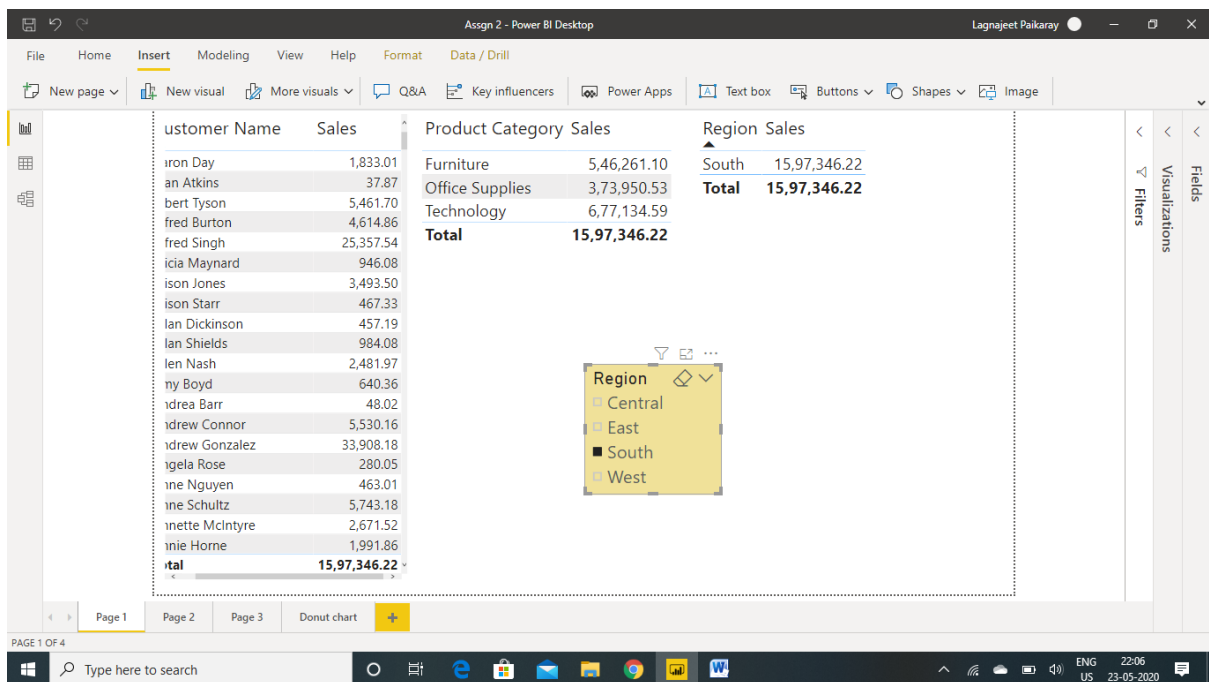 Assgn 2 - Power BI Desktop
Lagnajeet Paikaray
File Home Insert Modeling View Help Format Data / Drill
New page New visual More visuals Q&A Key influencers Power Apps Text box Buttons Shapes Image
ustomer Name Sales
aron Day 1,833.01
an Atkins 37.87
bert Tyson 5,461.70
fred Burton 4,614.86
fred Singh 25,357.54
icia Maynard 946.08
ison Jones 3,493.50
ison Starr 467.33
lan Dickinson 457.19
lan Shields 984.08
len Nash 2,481.97
my Boyd 640.36
ndrea Barr 48.02
ndrew Connor 5,530.16
ndrew Gonzalez 33,908.18
ngela Rose 280.05
nne Nguyen 463.01
nne Schultz 5,743.18
nnette McIntyre 2,671.52
nnie Horne 1,991.86
otal 15,97,346.22
Product Category Sales
Furniture 5,46,261.10
Office Supplies 3,73,950.53
Technology 6,77,134.59
Total 15,97,346.22
Region Sales
South 15,97,346.22
Total 15,97,346.22
Region
Central
East
South
West
Filters
Visualizations
Fields
Page 1 Page 2 Page 3 Donut chart +
PAGE 1 OF 4
Type here to search
ENG
US
22:06
23-05-2020